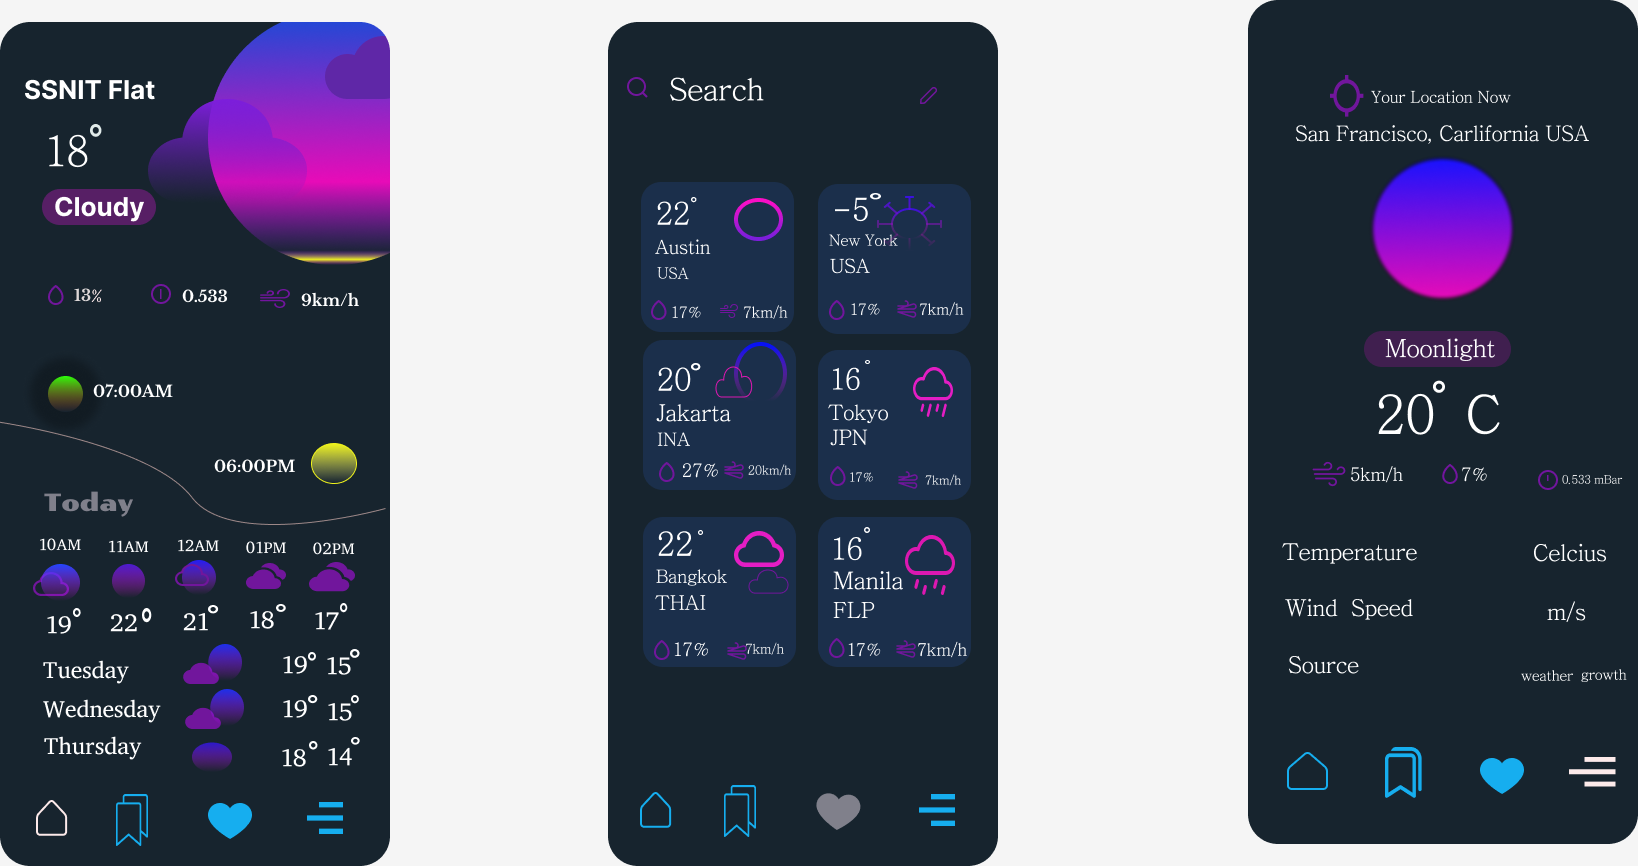 SSNIT Flat
18°
Cloudy
13%
0.533
9km/h
07:00AM
06:00PM
Today
10AM 11AM 12AM 01PM 02PM
19° 22° 21° 18° 17°
Tuesday 19° 15°
Wednesday 19° 15°
Thursday 18° 14°
Search
22°
Austin
USA
17% 7km/h
-5°
New York
USA
17% 7km/h
20°
Jakarta
INA
27% 20km/h
16°
Tokyo
JPN
17% 7km/h
22°
Bangkok
THAI
17% 7km/h
16°
Manila
FLP
17% 7km/h
Your Location Now
San Francisco, Carlifornia USA
Moonlight
20° C
5km/h 7% 0.533 mBar
Temperature Celcius
Wind Speed m/s
Source weather growth